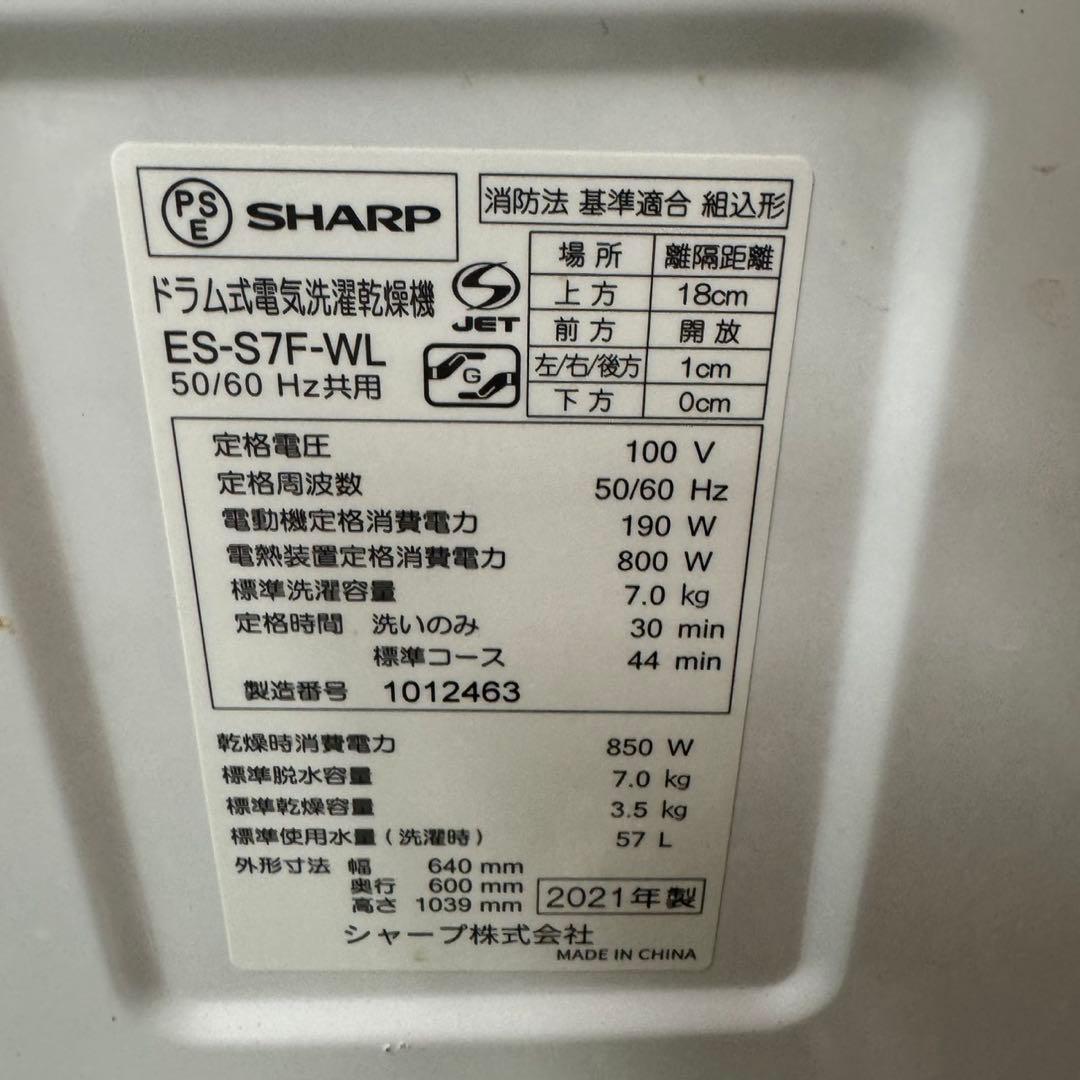 PSE SHARP
消防法 基準適合 組込形
場所 離隔距離
上方 18cm
前方 開放
左/右/後方 1cm
下方 0cm
ドラム式電気洗濯乾燥機
S JET
ES-S7F-WL
G
50/60 Hz共用
定格電圧 100 V
定格周波数 50/60 Hz
電動機定格消費電力 190 W
電熱装置定格消費電力 800 W
標準洗濯容量 7.0 kg
定格時間 洗いのみ 30 min
標準コース 44 min
製造番号 1012463
乾燥時消費電力 850 W
標準脱水容量 7.0 kg
標準乾燥容量 3.5 kg
標準使用水量(洗濯時) 57 L
外形寸法 幅 640 mm
奥行 600 mm
高さ 1039 mm
2021年製
シャープ株式会社
MADE IN CHINA